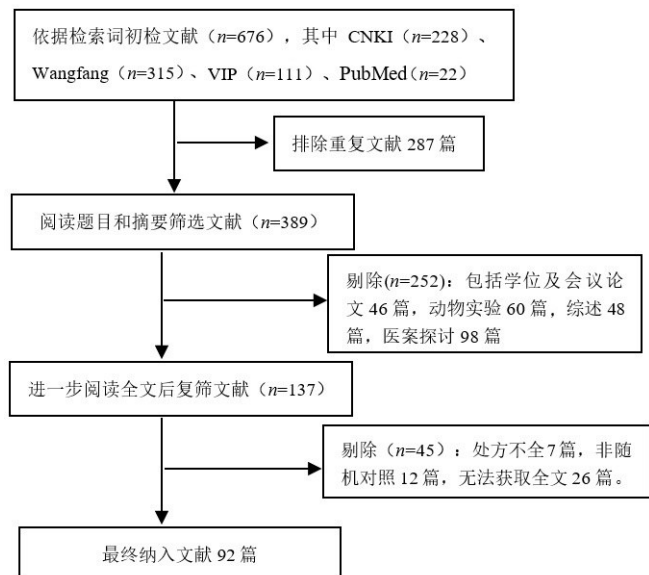 依据检索词初检文献（n=676），其中 CNKI（n=228）、
Wangfang（n=315）、VIP（n=111）、PubMed（n=22）
排除重复文献 287 篇
阅读题目和摘要筛选文献（n=389）
剔除(n=252)：包括学位及会议论
文 46 篇，动物实验 60 篇，综述 48
篇，医案探讨 98 篇
进一步阅读全文后复筛文献（n=137）
剔除（n=45）：处方不全 7 篇，非随
机对照 12 篇，无法获取全文 26 篇。
最终纳入文献 92 篇